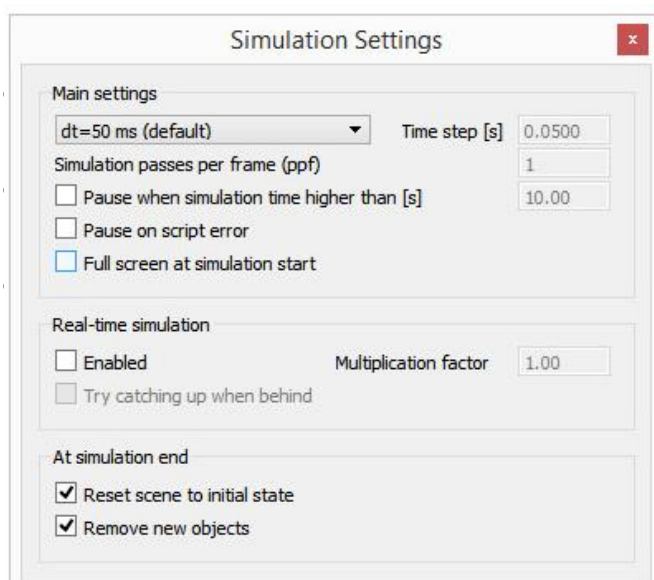 Simulation Settings
x
Main settings
dt=50 ms (default) Time step [s] 0.0500
Simulation passes per frame (ppf) 1
Pause when simulation time higher than [s] 10.00
Pause on script error
Full screen at simulation start
Real-time simulation
Enabled Multiplication factor 1.00
Try catching up when behind
At simulation end
Reset scene to initial state
Remove new objects